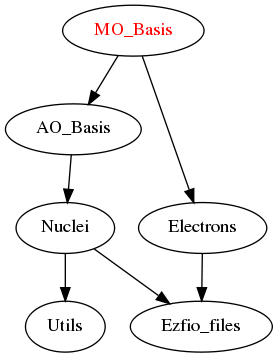 MO_Basis
AO_Basis
Nuclei
Electrons
Utils
Ezfio_files